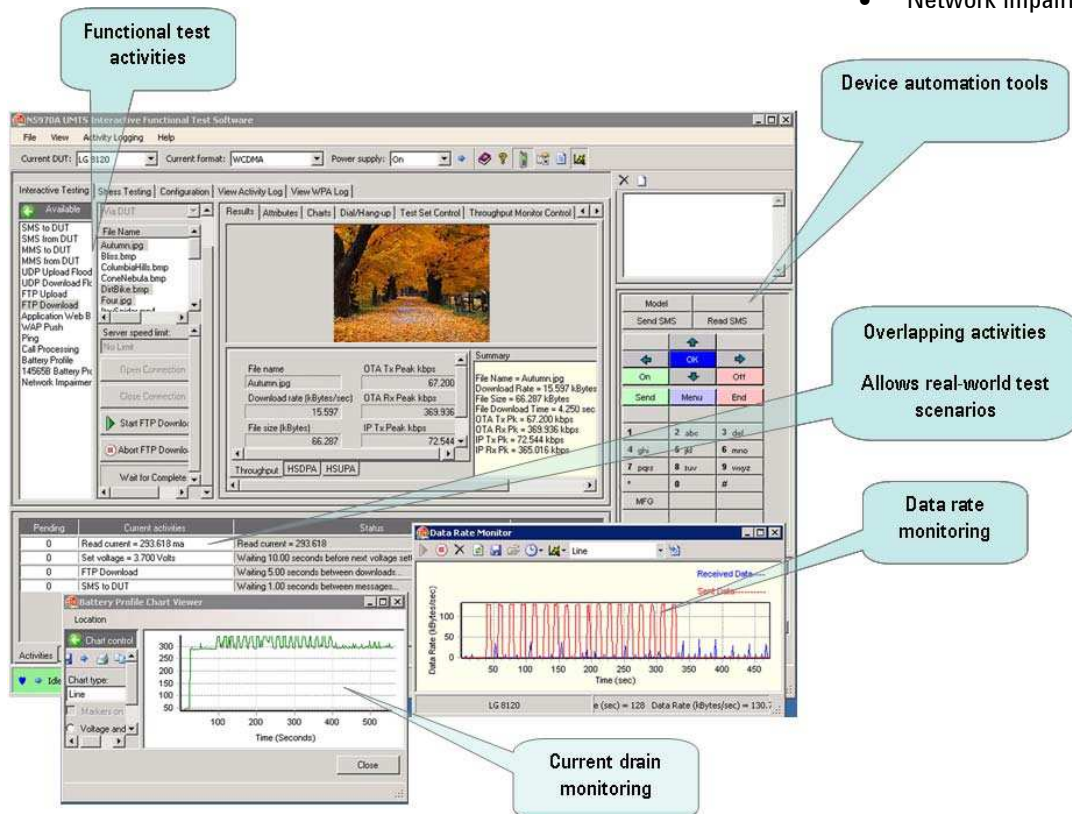 • Network Impair
Functional test
activities
Device automation tools
N5970A UMTS Interactive Functional Test Software
File View Activity Logging Help
Current DUT: LG 8120 Current format: WCDMA Power supply: On
Interactive Testing Stress Testing Configuration View Activity Log View WPA Log
Available
SMS to DUT
SMS from DUT
MMS to DUT
MMS from DUT
UDP Upload Flood
UDP Download Flo
FTP Upload
FTP Download
Application Web B
WAP Push
Ping
Call Processing
Battery Profile
14565B Battery Pro
Network Impairmer
Via DUT
File Name
Autumn.jpg
Bliss.bmp
ColumbiaHills.bmp
ConeNebula.bmp
DirtBike.bmp
Four.jpg
Server speed limit:
No Limit
Open Connection
Close Connection
Start FTP Downloa
Abort FTP Downlo
Wait for Complete
Results Attributes Charts Dial/Hang-up Test Set Control Throughput Monitor Control
File name
Autumn.jpg
Download rate (kBytes/sec)
15.597
File size (kBytes)
66.287
OTA Tx Peak kbps
67.200
OTA Rx Peak kbps
369.936
IP Tx Peak kbps
72.544
Throughput HSDPA HSUPA
Summary
File Name = Autumn.jpg
Download Rate = 15.597 kBytes
File Size = 66.287 kBytes
File Download Time = 4.250 sec
OTA Tx Pk = 67.200 kbps
OTA Rx Pk = 369.936 kbps
IP Tx Pk = 72.544 kbps
IP Rx Pk = 365.016 kbps
Model
Send SMS Read SMS
OK
On Off
Send Menu End
1 2 abc 3 def
4 ghi 5 jkl 6 mno
7 pqrs 8 tuv 9 wxyz
* 0 #
MFG
Overlapping activities
Allows real-world test
scenarios
Data rate
monitoring
Pending Current activities Status
0 Read current = 293.618 ma Read current = 293.618
0 Set voltage = 3.700 Volts Waiting 10.00 seconds before next voltage sett
0 FTP Download Waiting 5.00 seconds between downloads...
0 SMS to DUT Waiting 1.00 seconds between messages...
Activities
Idle
Data Rate Monitor
Line
Received Data
Sent Data
Data Rate (kBytes/sec)
100
50
0
50 100 150 200 250 300 350 400 450
Time (sec)
LG 8120 e (sec) = 128 Data Rate (kBytes/sec) = 130.7
Battery Profile Chart Viewer
Location
Chart control
Chart type:
Line
Markers on
Voltage and
300
250
200
150
100
50
100 200 300 400 500
Time (Seconds)
Close
Current drain
monitoring